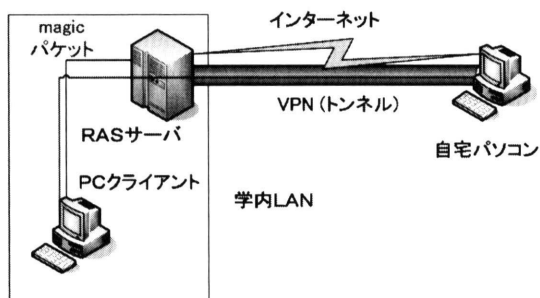 magic
パケット
インターネット
VPN(トンネル)
RASサーバ
自宅パソコン
PCクライアント
学内LAN